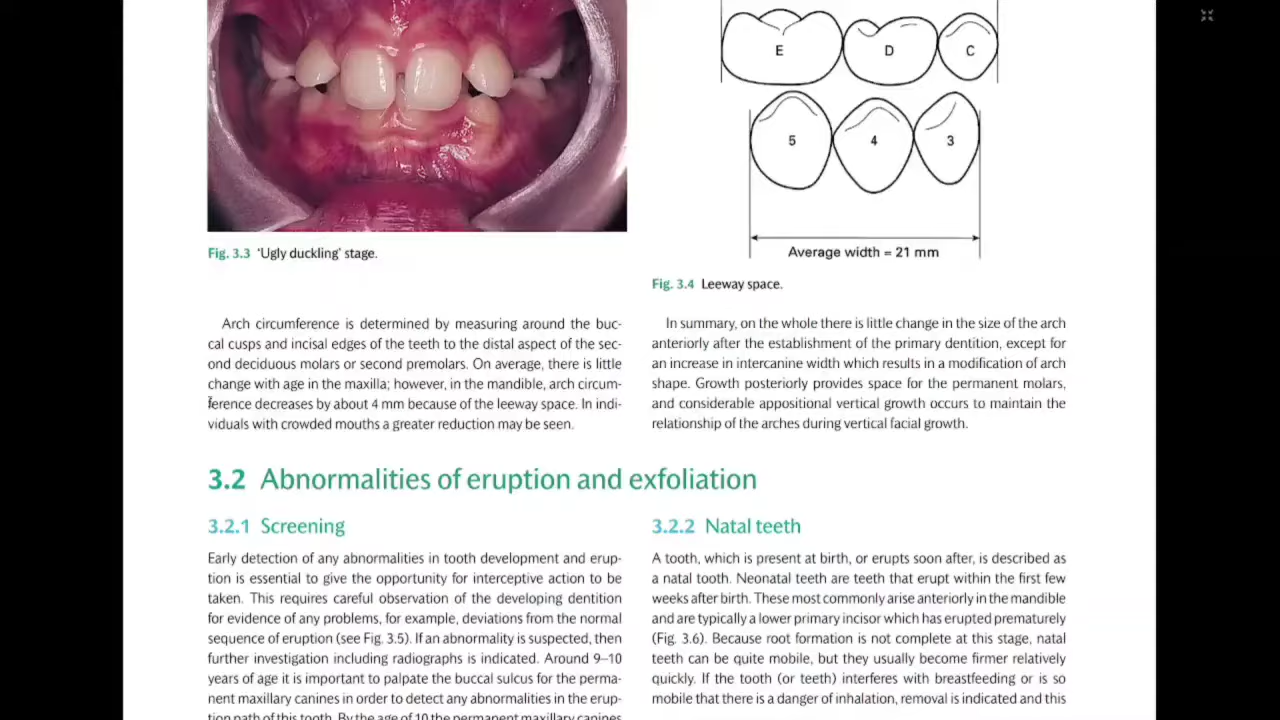 E D C
5 4 3
Average width = 21 mm
Fig. 3.3 ‘Ugly duckling’ stage.
Fig. 3.4 Leeway space.
Arch circumference is determined by measuring around the buc-
cal cusps and incisal edges of the teeth to the distal aspect of the sec-
ond deciduous molars or second premolars. On average, there is little
change with age in the maxilla; however, in the mandible, arch circum-
ference decreases by about 4 mm because of the leeway space. In indi-
viduals with crowded mouths a greater reduction may be seen.
In summary, on the whole there is little change in the size of the arch
anteriorly after the establishment of the primary dentition, except for
an increase in intercanine width which results in a modification of arch
shape. Growth posteriorly provides space for the permanent molars,
and considerable appositional vertical growth occurs to maintain the
relationship of the arches during vertical facial growth.
3.2 Abnormalities of eruption and exfoliation
3.2.1 Screening
Early detection of any abnormalities in tooth development and erup-
tion is essential to give the opportunity for interceptive action to be
taken. This requires careful observation of the developing dentition
for evidence of any problems, for example, deviations from the normal
sequence of eruption (see Fig. 3.5). If an abnormality is suspected, then
further investigation including radiographs is indicated. Around 9–10
years of age it is important to palpate the buccal sulcus for the perma-
nent maxillary canines in order to detect any abnormalities in the erup-
tion path of this tooth. By the age of 10 the permanent maxillary canines
3.2.2 Natal teeth
A tooth, which is present at birth, or erupts soon after, is described as
a natal tooth. Neonatal teeth are teeth that erupt within the first few
weeks after birth. These most commonly arise anteriorly in the mandible
and are typically a lower primary incisor which has erupted prematurely
(Fig. 3.6). Because root formation is not complete at this stage, natal
teeth can be quite mobile, but they usually become firmer relatively
quickly. If the tooth (or teeth) interferes with breastfeeding or is so
mobile that there is a danger of inhalation, removal is indicated and this